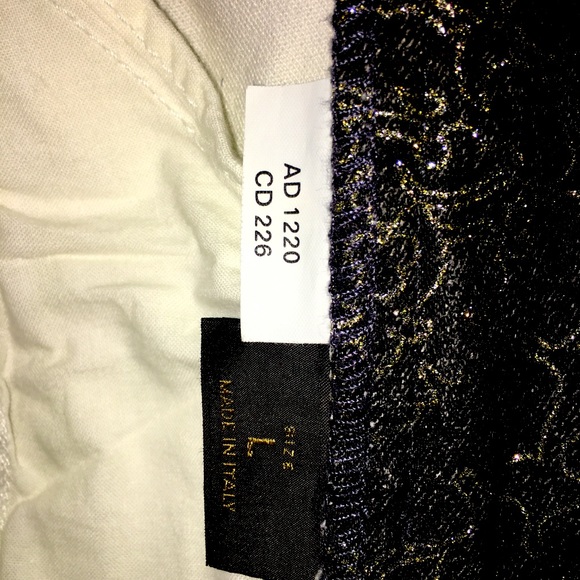 AD 1220
CD 226
SIZE
L
MADE IN ITALY